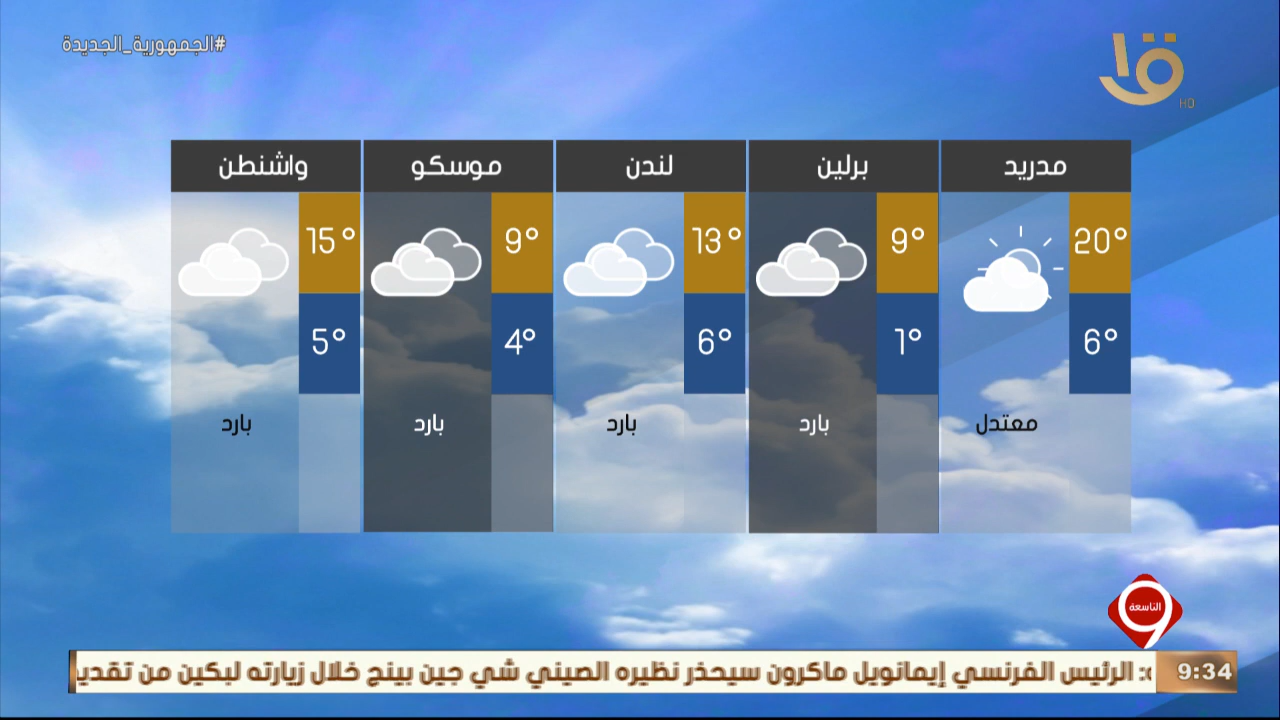 #الجمهورية_الجديدة
HD
مدريد
20°
6°
معتدل
برلين
9°
1°
بارد
لندن
13°
6°
بارد
موسكو
9°
4°
بارد
واشنطن
15°
5°
بارد
التاسعة
9
9:34
الرئيس الفرنسي إيمانويل ماكرون سيحذر نظيره الصيني شي جين بينج خلال زيارته لبكين من